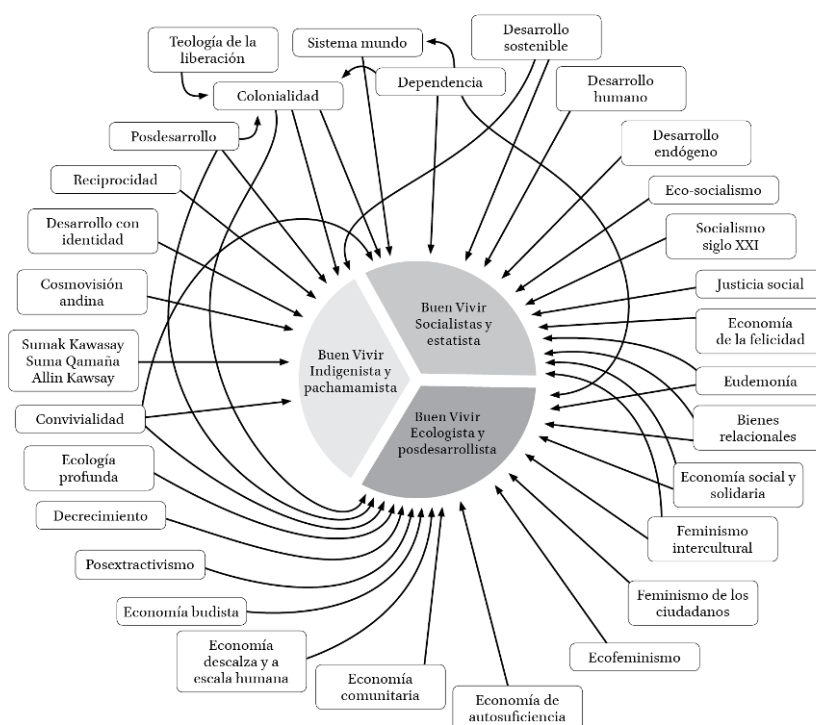 Teología de la
liberación
Sistema mundo
Desarrollo
sostenible
Colonialidad
Dependencia
Desarrollo
humano
Posdesarrollo
Desarrollo
endógeno
Reciprocidad
Eco-socialismo
Desarrollo con
identidad
Socialismo
siglo XXI
Cosmovisión
andina
Justicia social
Economía
de la felicidad
Sumak Kawasay
Suma Qamaña
Allin Kawsay
Eudemonía
Convivialidad
Bienes
relacionales
Ecología
profunda
Economía social y
solidaria
Decrecimiento
Feminismo
intercultural
Posextractivismo
Feminismo de los
ciudadanos
Economía budista
Ecofeminismo
Economía
descalza y a
escala humana
Economía
comunitaria
Economía de
autosuficiencia
Buen Vivir
Socialistas y
estatista
Buen Vivir
Indigenista y
pachamamista
Buen Vivir
Ecologista y
posdesarrollista